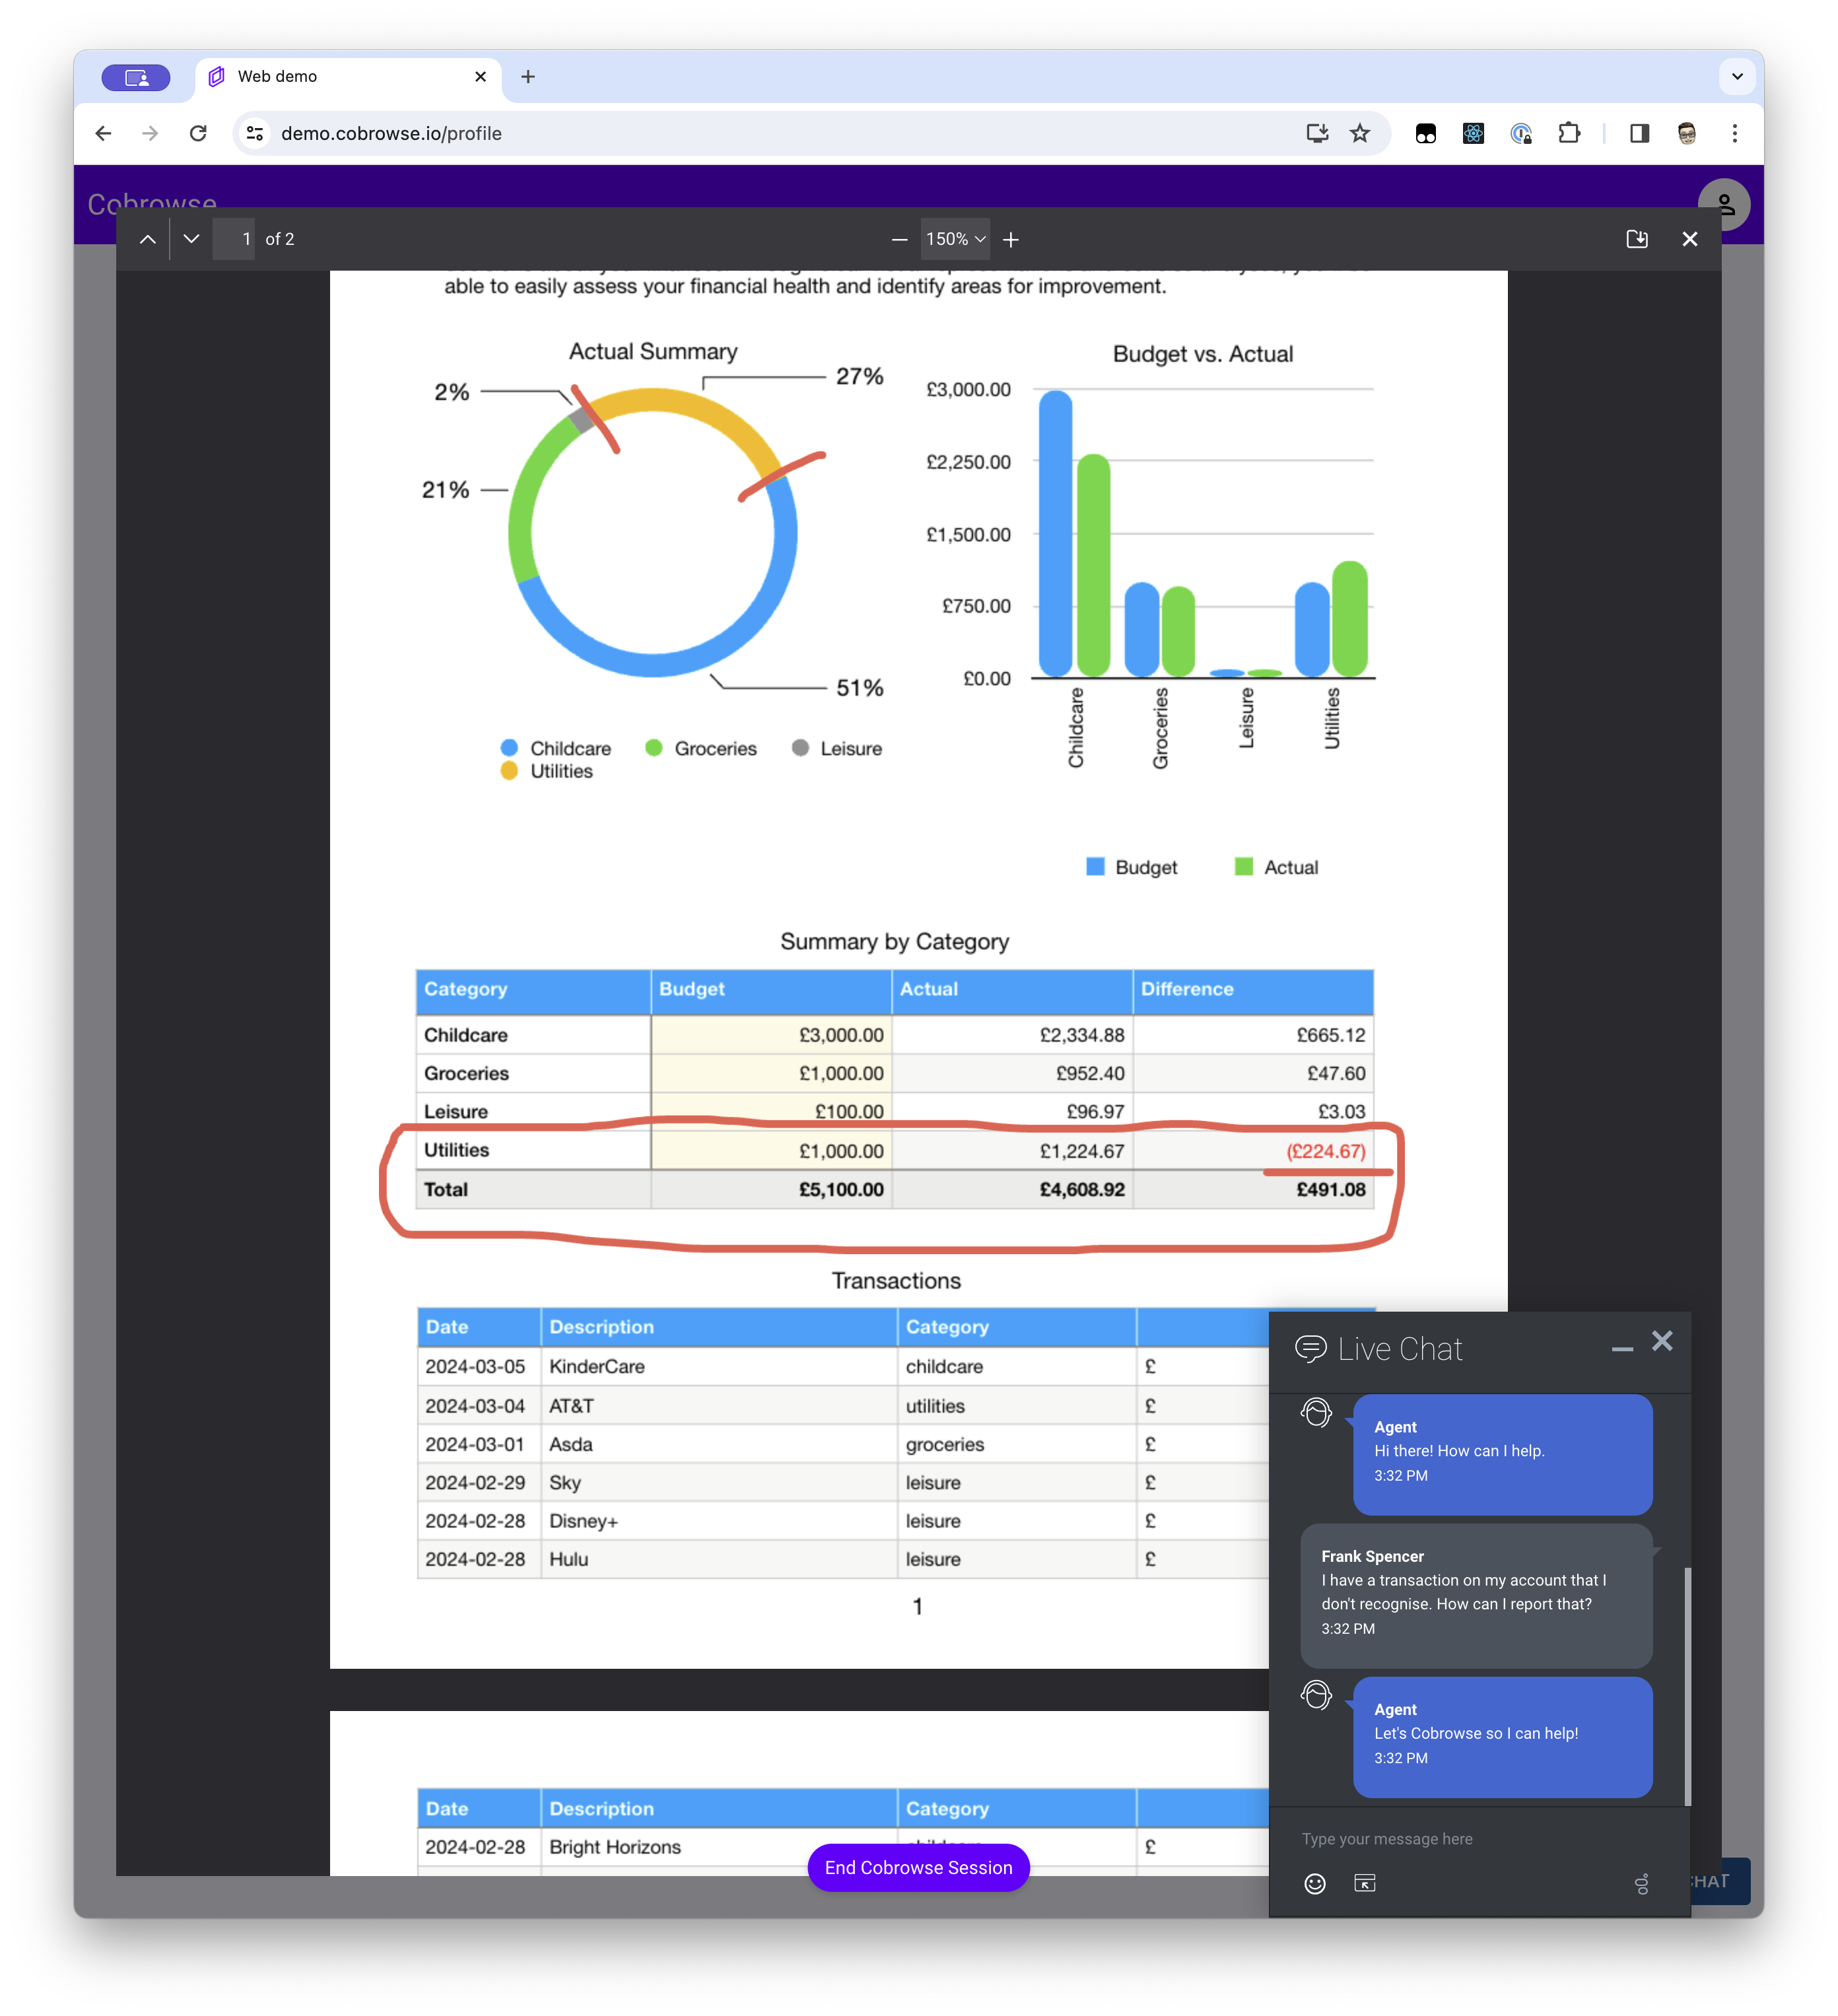 Web demo
demo.cobrowse.io/profile
Cobrowse
1 of 2
150%
able to easily assess your financial health and identify areas for improvement.
Actual Summary
2%
27%
21%
51%
Childcare Groceries Leisure
Utilities
Budget vs. Actual
£3,000.00
£2,250.00
£1,500.00
£750.00
£0.00
Childcare
Groceries
Leisure
Utilities
Budget Actual
Summary by Category
Category Budget Actual Difference
Childcare £3,000.00 £2,334.88 £665.12
Groceries £1,000.00 £952.40 £47.60
Leisure £100.00 £96.97 £3.03
Utilities £1,000.00 £1,224.67 (£224.67)
Total £5,100.00 £4,608.92 £491.08
Transactions
Date Description Category
2024-03-05 KinderCare childcare £
2024-03-04 AT&T utilities £
2024-03-01 Asda groceries £
2024-02-29 Sky leisure £
2024-02-28 Disney+ leisure £
2024-02-28 Hulu leisure £
1
Date Description Category
2024-02-28 Bright Horizons £
End Cobrowse Session
Live Chat
Agent
Hi there! How can I help.
3:32 PM
Frank Spencer
I have a transaction on my account that I
don't recognise. How can I report that?
3:32 PM
Agent
Let's Cobrowse so I can help!
3:32 PM
Type your message here